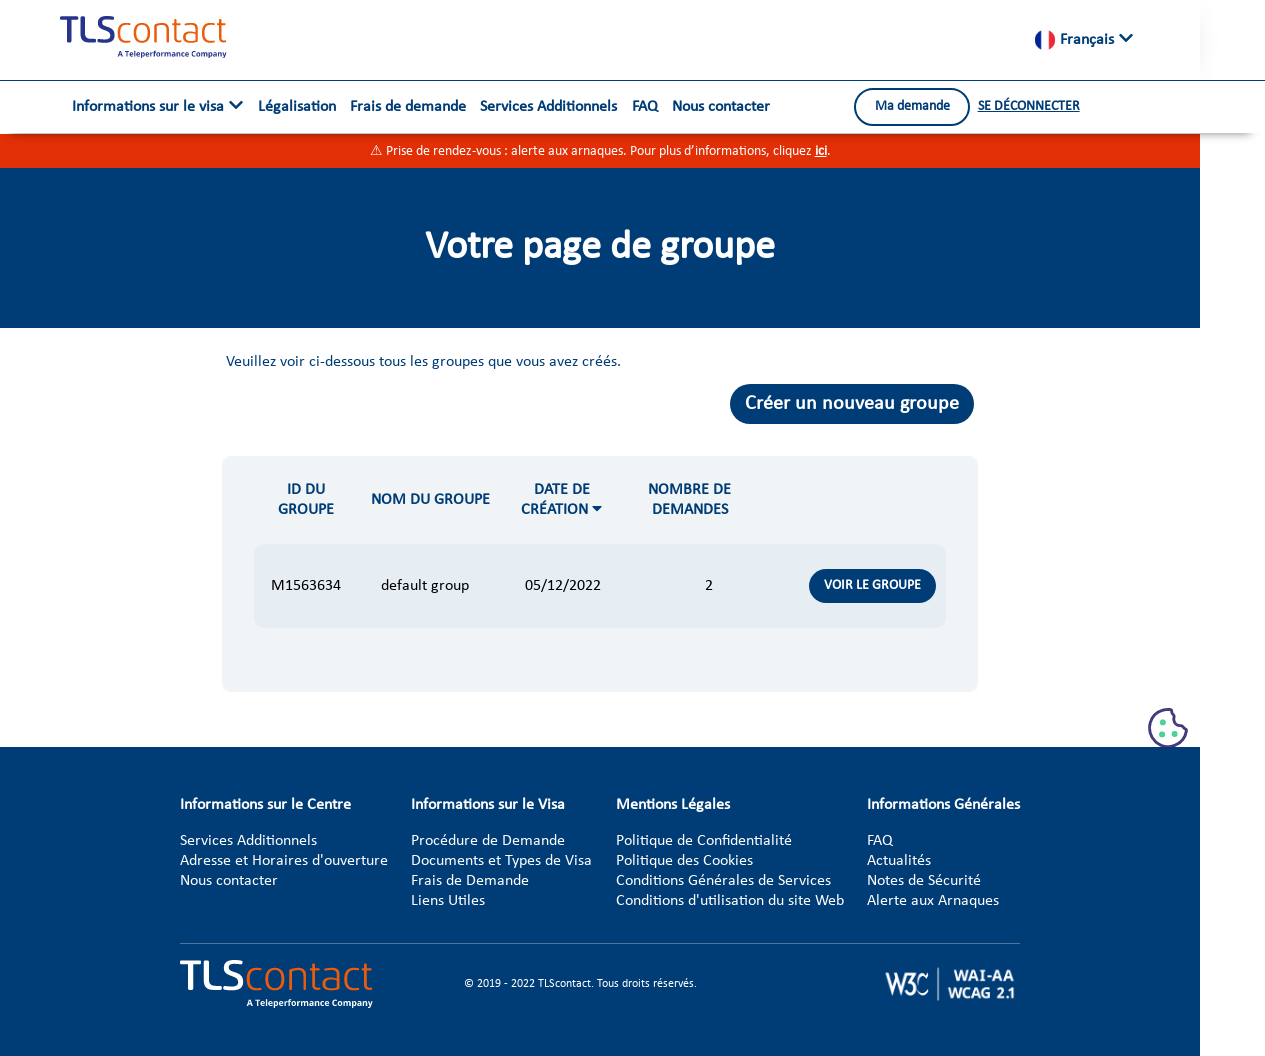 TLScontact
A Teleperformance Company
Français
Informations sur le visa
Légalisation
Frais de demande
Services Additionnels
FAQ
Nous contacter
Ma demande
SE DÉCONNECTER
⚠ Prise de rendez-vous : alerte aux arnaques. Pour plus d’informations, cliquez ici.
Votre page de groupe
Veuillez voir ci-dessous tous les groupes que vous avez créés.
Créer un nouveau groupe
ID DU
GROUPE
NOM DU GROUPE
DATE DE
CRÉATION
NOMBRE DE
DEMANDES
M1563634
default group
05/12/2022
2
VOIR LE GROUPE
Informations sur le Centre
Services Additionnels
Adresse et Horaires d'ouverture
Nous contacter
Informations sur le Visa
Procédure de Demande
Documents et Types de Visa
Frais de Demande
Liens Utiles
Mentions Légales
Politique de Confidentialité
Politique des Cookies
Conditions Générales de Services
Conditions d'utilisation du site Web
Informations Générales
FAQ
Actualités
Notes de Sécurité
Alerte aux Arnaques
TLScontact
A Teleperformance Company
© 2019 - 2022 TLScontact. Tous droits réservés.
W3C
WAI-AA
WCAG 2.1